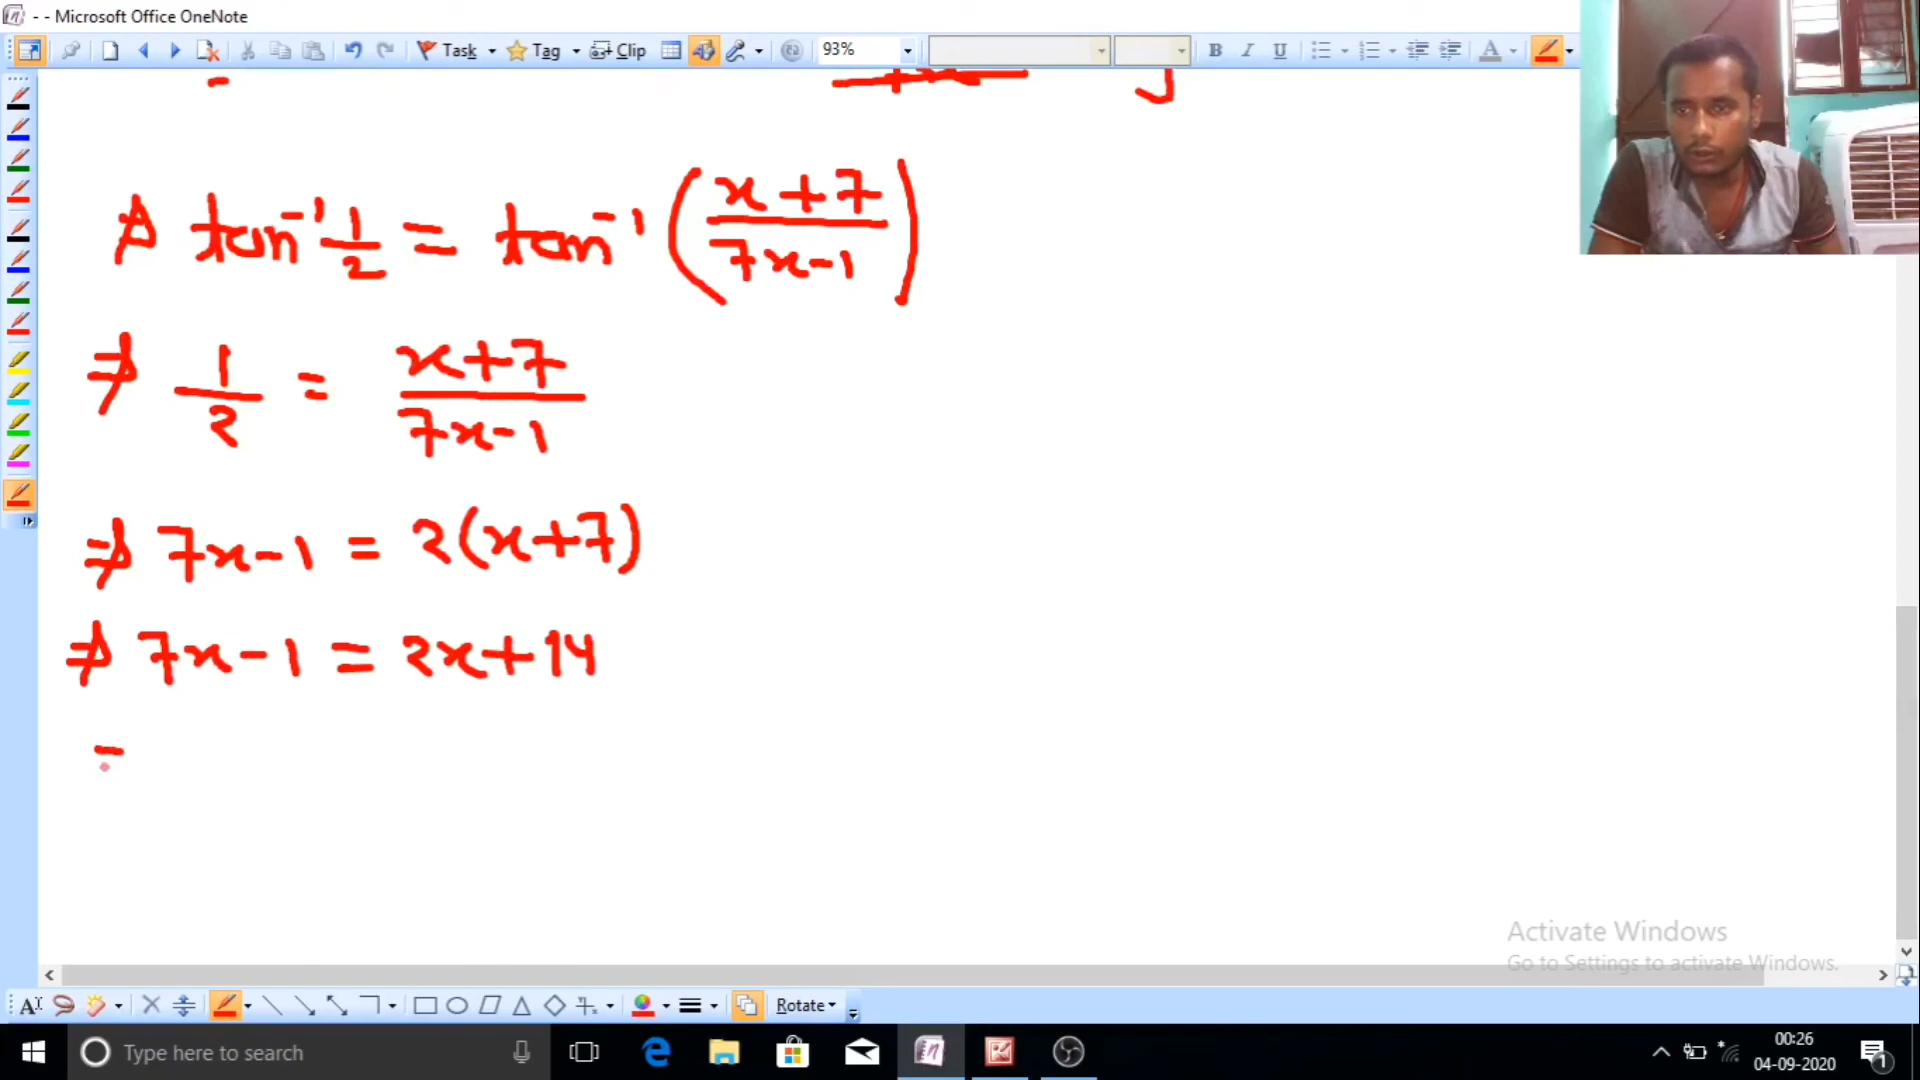 - - Microsoft Office OneNote
Task Tag Clip 93% B I U A
⇒ tan⁻¹ 1/2 = tan⁻¹ ( x+7 / 7x-1 )
⇒ 1/2 = x+7 / 7x-1
⇒ 7x-1 = 2(x+7)
⇒ 7x-1 = 2x+14
=
Activate Windows
Go to Settings to activate Windows.
Rotate
Type here to search
00:26
04-09-2020
1